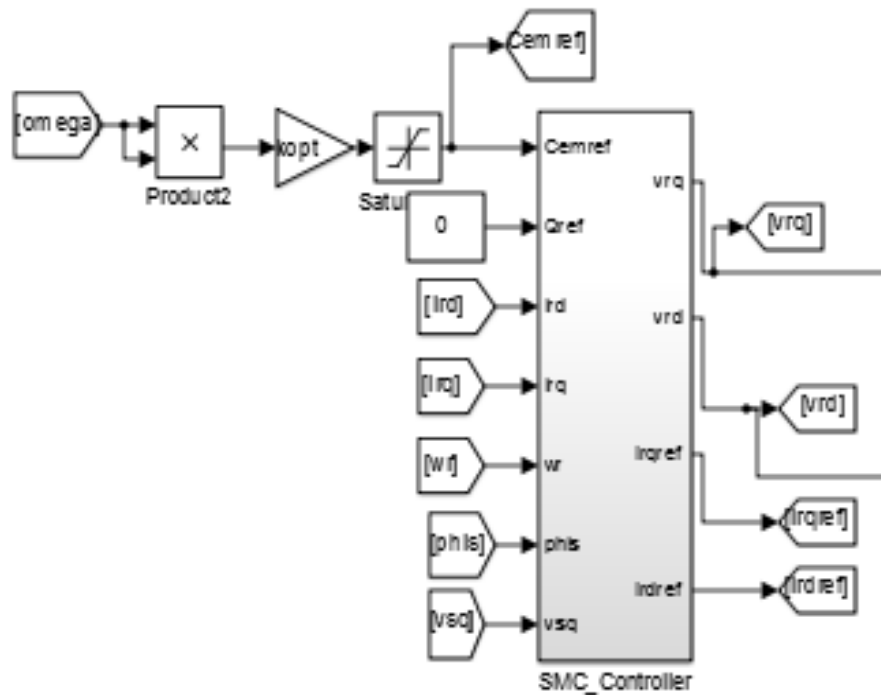 Cemref]
[omega]
×
kopt
Product2
Satur
0
[Ird]
[Irq]
[wr]
[phis]
[vsq]
Cemref
Qref
Ird
Irq
wr
phis
vsq
vrq
vrd
Irqref
Irdref
[vrq]
[vrd]
[Irqref]
[Irdref]
SMC_Controller